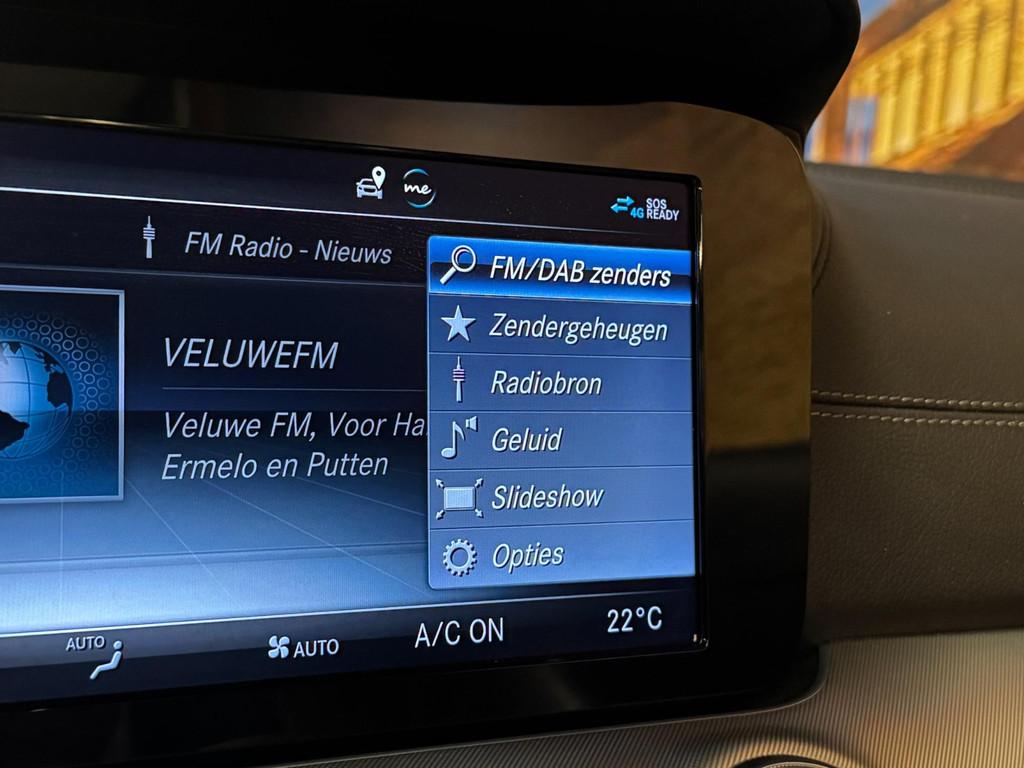 me
4G SOS READY
FM Radio - Nieuws
FM/DAB zenders
Zendergeheugen
Radiobron
Geluid
Slideshow
Opties
VELUWEFM
Veluwe FM, Voor Ha
Ermelo en Putten
AUTO
AUTO
A/C ON
22°C